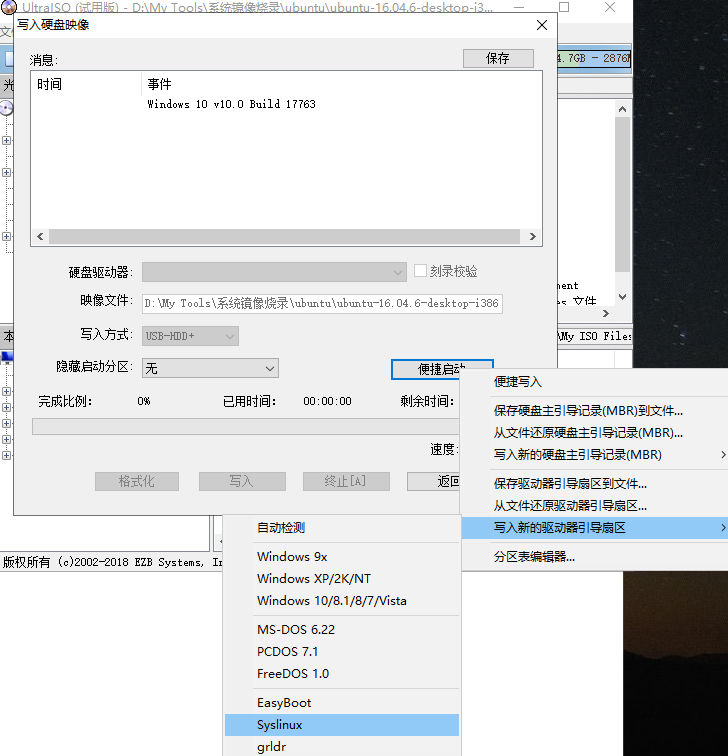 UltraISO (试用版) - D:\My Tools\系统镜像烧录\ubuntu\ubuntu-16.04.6-desktop-i3...
写入硬盘映像
消息:
保存
4.7GB - 2876M
时间
事件
Windows 10 v10.0 Build 17763
硬盘驱动器:
刻录校验
映像文件:
D:\My Tools\系统镜像烧录\ubuntu\ubuntu-16.04.6-desktop-i386
文件
写入方式:
USB-HDD+
\My ISO Files
隐藏启动分区:
无
便捷启动
完成比例:
0%
已用时间:
00:00:00
剩余时间:
速度:
格式化
写入
终止[A]
返回
便捷写入
保存硬盘主引导记录(MBR)到文件...
从文件还原硬盘主引导记录(MBR)...
写入新的硬盘主引导记录(MBR)
保存驱动器引导扇区到文件...
从文件还原驱动器引导扇区...
写入新的驱动器引导扇区
分区表编辑器...
版权所有 (c)2002-2018 EZB Systems, In
自动检测
Windows 9x
Windows XP/2K/NT
Windows 10/8.1/8/7/Vista
MS-DOS 6.22
PCDOS 7.1
FreeDOS 1.0
EasyBoot
Syslinux
grldr